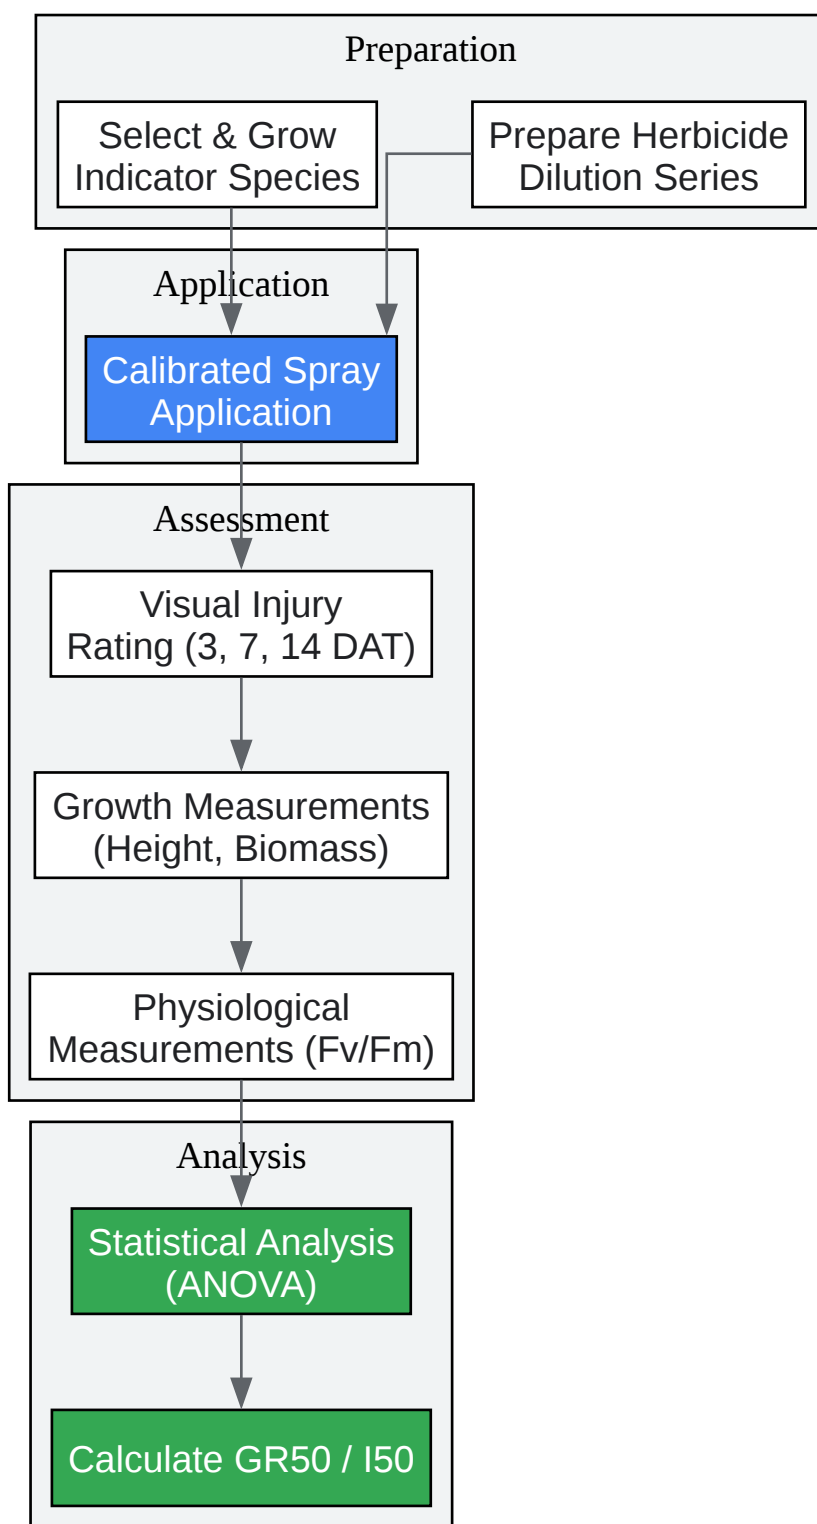 Preparation
Select & Grow
Indicator Species
Prepare Herbicide
Dilution Series
Application
Calibrated Spray
Application
Assessment
Visual Injury
Rating (3, 7, 14 DAT)
Growth Measurements
(Height, Biomass)
Physiological
Measurements (Fv/Fm)
Analysis
Statistical Analysis
(ANOVA)
Calculate GR50 / I50